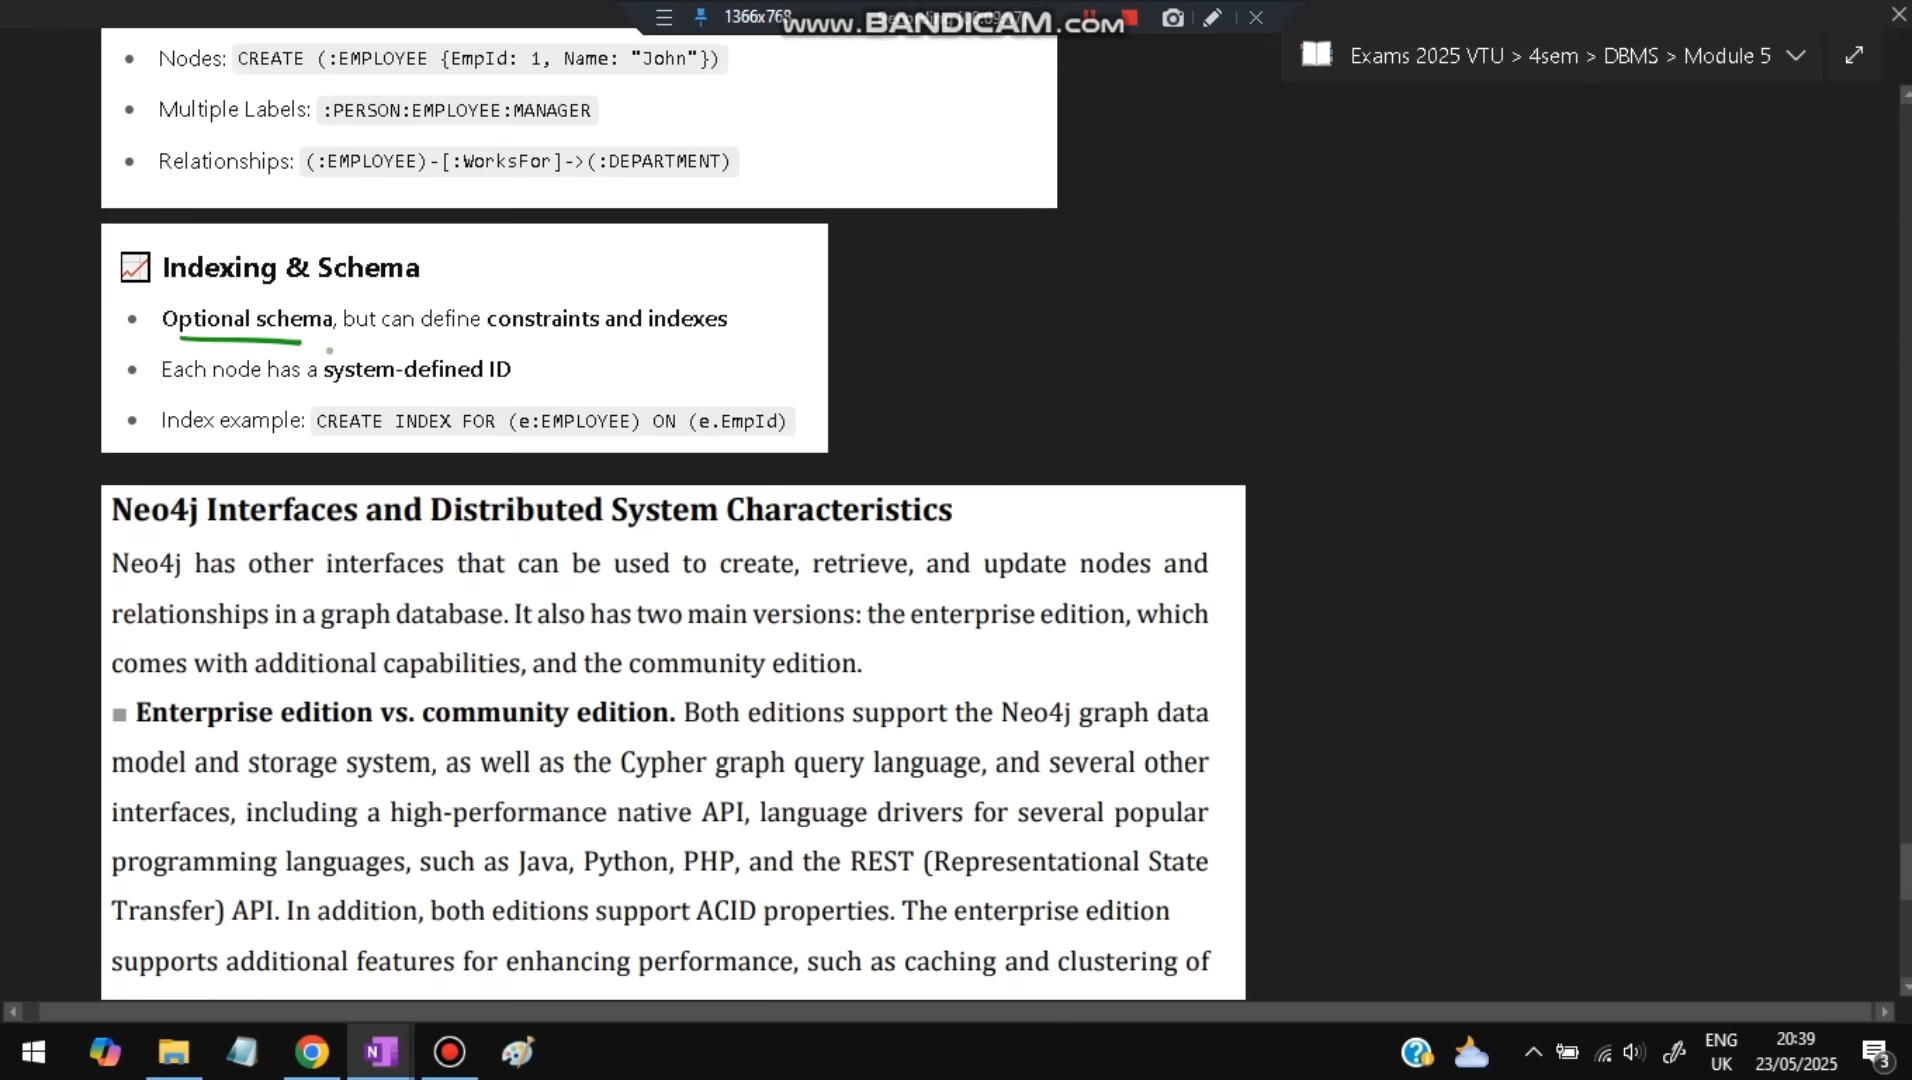 1366x768
www.BANDICAM.com
Exams 2025 VTU > 4sem > DBMS > Module 5
Nodes: CREATE (:EMPLOYEE {EmpId: 1, Name: "John"})
Multiple Labels: :PERSON:EMPLOYEE:MANAGER
Relationships: (:EMPLOYEE)-[:WorksFor]->(:DEPARTMENT)
Indexing & Schema
Optional schema, but can define constraints and indexes
Each node has a system-defined ID
Index example: CREATE INDEX FOR (e:EMPLOYEE) ON (e.EmpId)
Neo4j Interfaces and Distributed System Characteristics
Neo4j has other interfaces that can be used to create, retrieve, and update nodes and
relationships in a graph database. It also has two main versions: the enterprise edition, which
comes with additional capabilities, and the community edition.
Enterprise edition vs. community edition. Both editions support the Neo4j graph data
model and storage system, as well as the Cypher graph query language, and several other
interfaces, including a high-performance native API, language drivers for several popular
programming languages, such as Java, Python, PHP, and the REST (Representational State
Transfer) API. In addition, both editions support ACID properties. The enterprise edition
supports additional features for enhancing performance, such as caching and clustering of
ENG
UK
20:39
23/05/2025
3